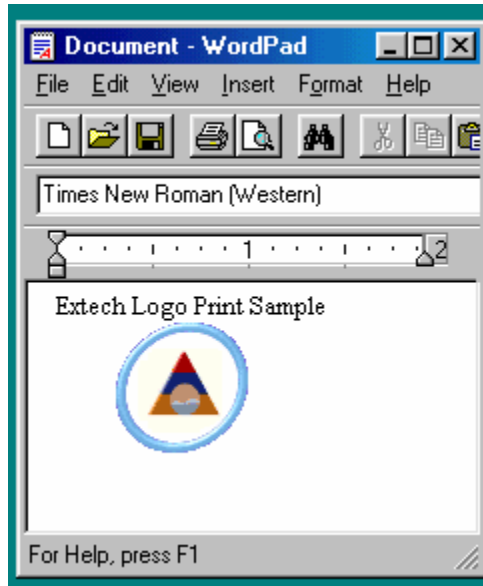 Document - WordPad
File Edit View Insert Format Help
Times New Roman (Western)
1 2
Extech Logo Print Sample
For Help, press F1